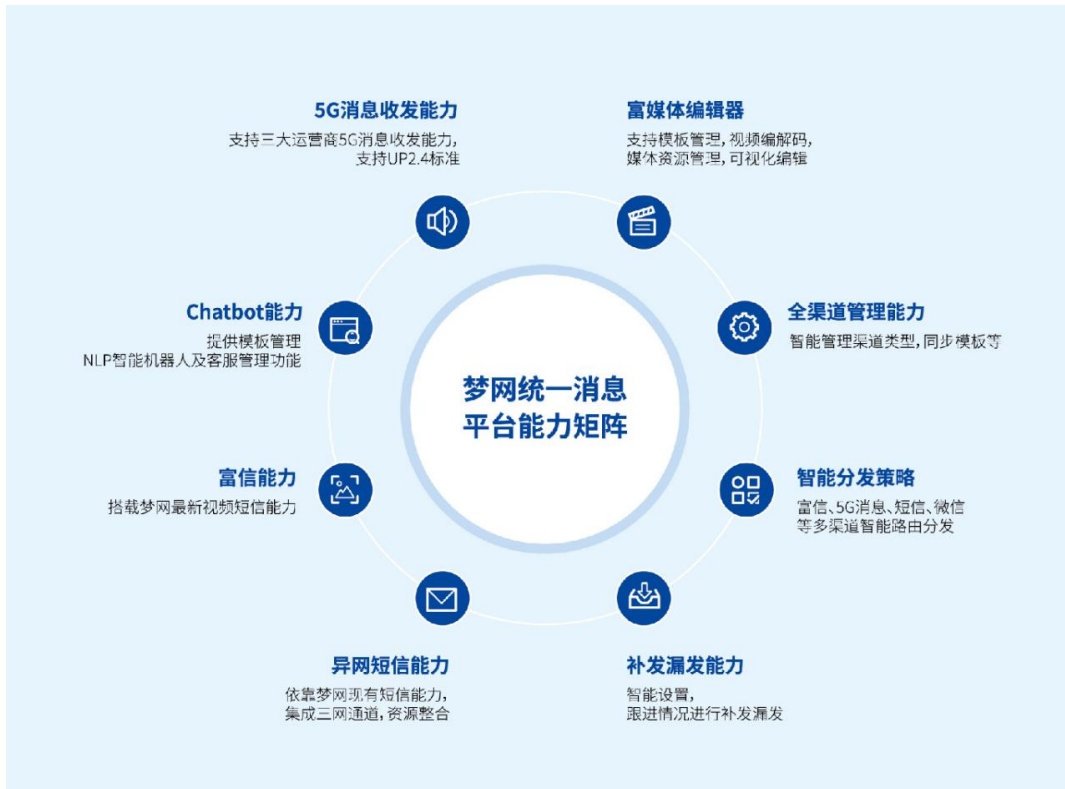 5G消息收发能力
支持三大运营商5G消息收发能力,
支持UP2.4标准
富媒体编辑器
支持模板管理, 视频编解码,
媒体资源管理, 可视化编辑
Chatbot能力
提供模板管理
NLP智能机器人及客服管理功能
全渠道管理能力
智能管理渠道类型, 同步模板等
梦网统一消息
平台能力矩阵
富信能力
搭载梦网最新视频短信能力
智能分发策略
富信、5G消息、短信、微信
等多渠道智能路由分发
异网短信能力
依靠梦网现有短信能力,
集成三网通道, 资源整合
补发漏发能力
智能设置,
跟进情况进行补发漏发